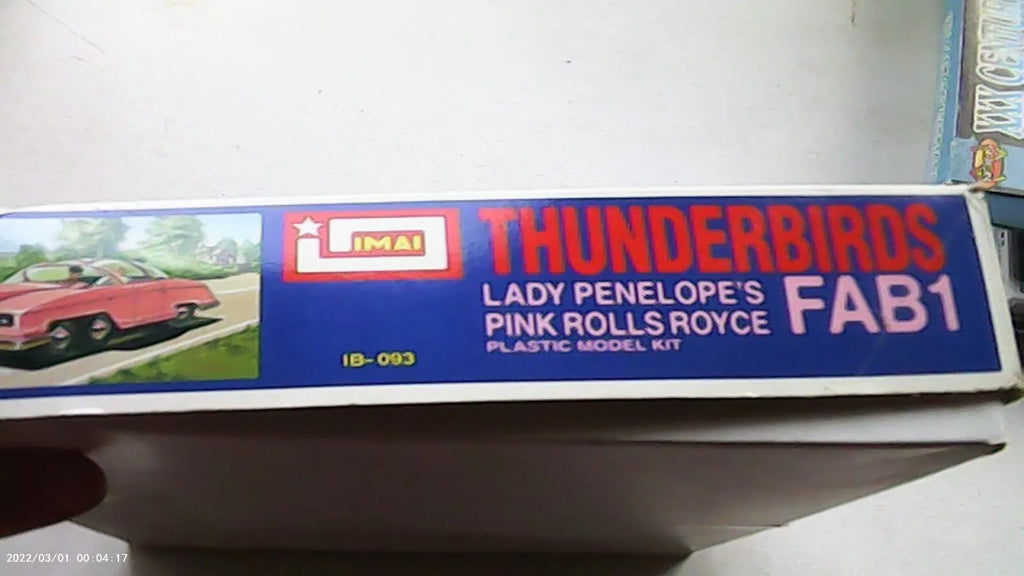 IMAI
THUNDERBIRDS
LADY PENELOPE'S
PINK ROLLS ROYCE
FAB1
PLASTIC MODEL KIT
IB-093
2022/03/01 00:04:17